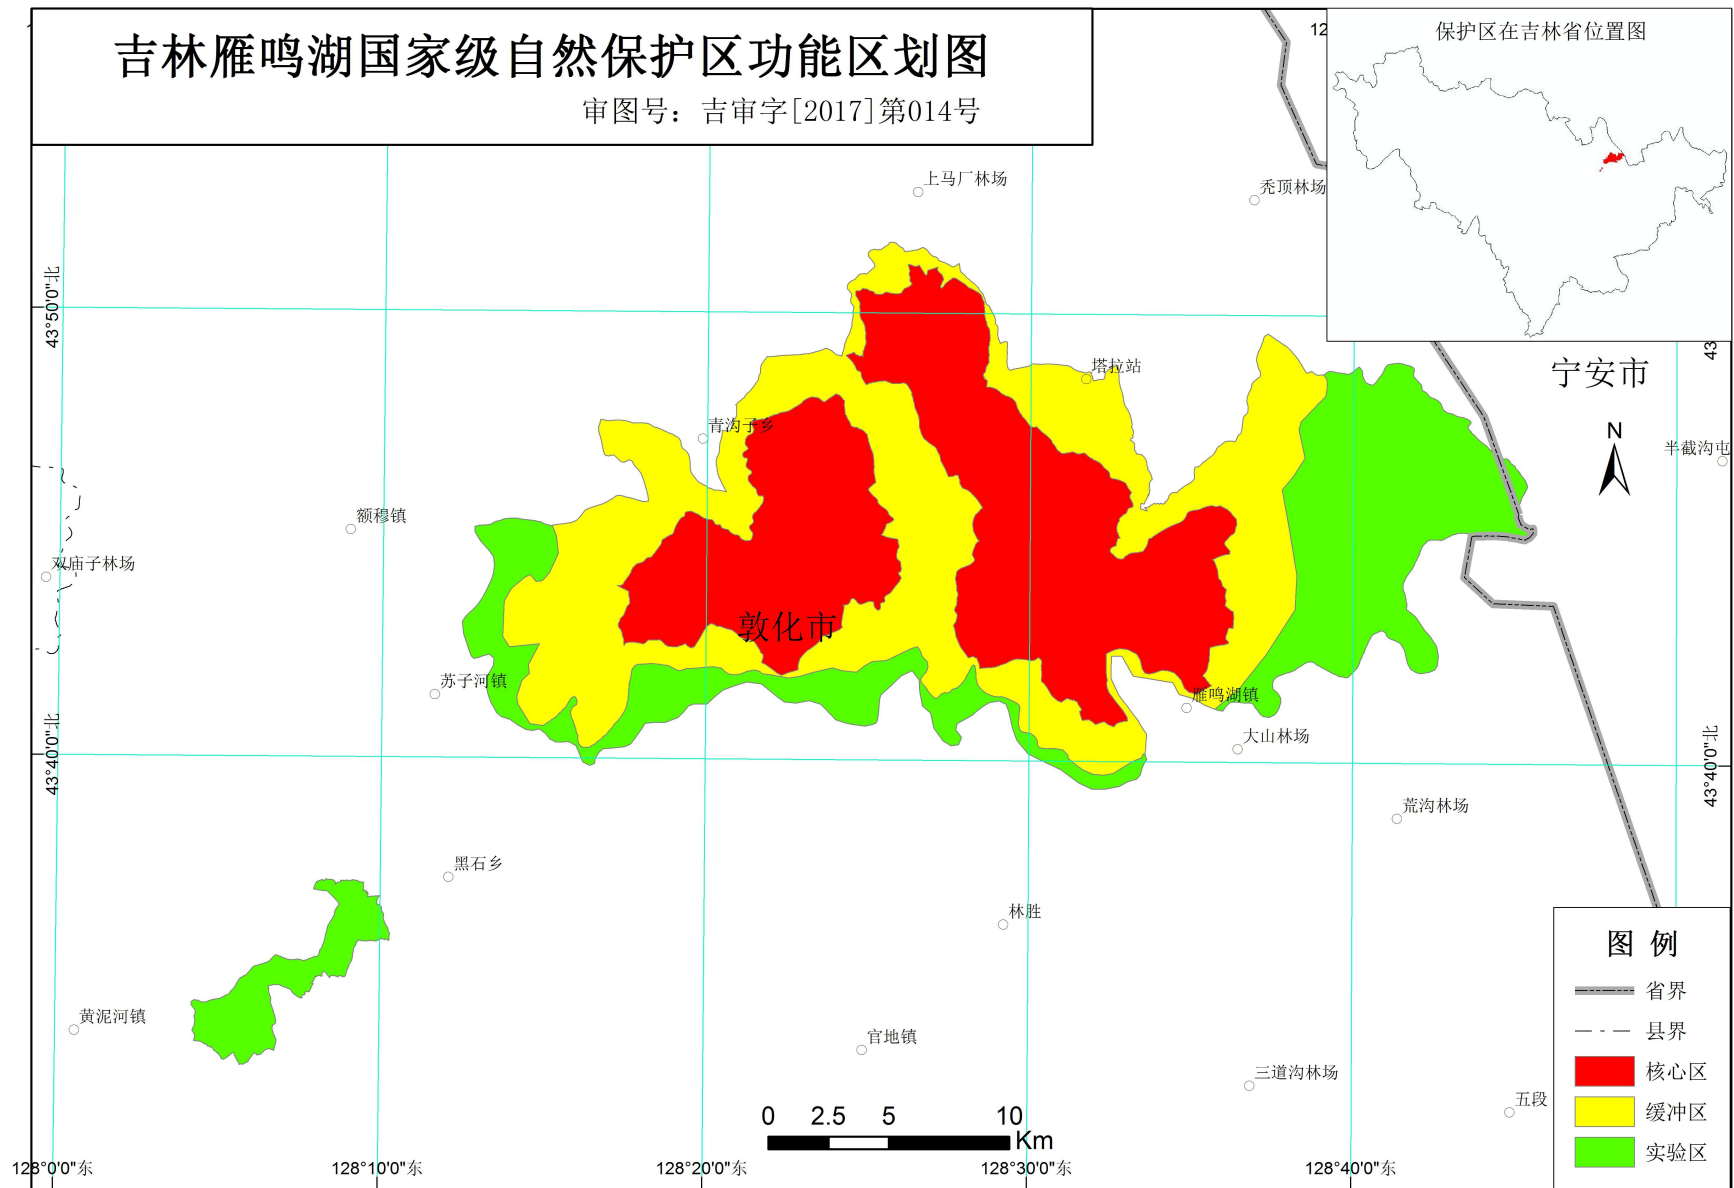 吉林雁鸣湖国家级自然保护区功能区划图
审图号：吉审字[2017]第014号
12
保护区在吉林省位置图
上马厂林场
秃顶林场
43°50'0"北
43
塔拉站
宁安市
N
青沟子乡
半截沟屯
额穆镇
双庙子林场
敦化市
苏子河镇
雁鸣湖镇
大山林场
43°40'0"北
43°40'0"北
荒沟林场
黑石乡
林胜
黄泥河镇
官地镇
三道沟林场
五段
图 例
省界
县界
核心区
缓冲区
实验区
0 2.5 5 10
Km
128°0'0"东
128°10'0"东
128°20'0"东
128°30'0"东
128°40'0"东